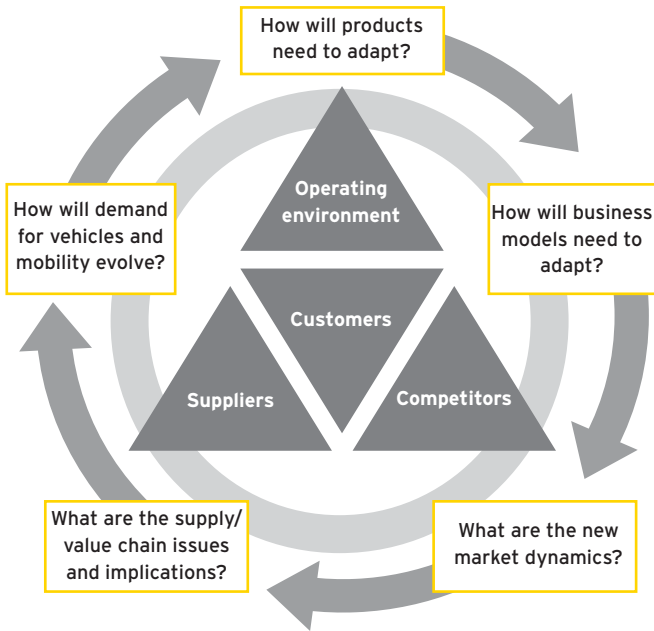 How will products
need to adapt?
Operating
environment
How will demand
for vehicles and
mobility evolve?
How will business
models need to
adapt?
Customers
Suppliers
Competitors
What are the supply/
value chain issues
and implications?
What are the new
market dynamics?